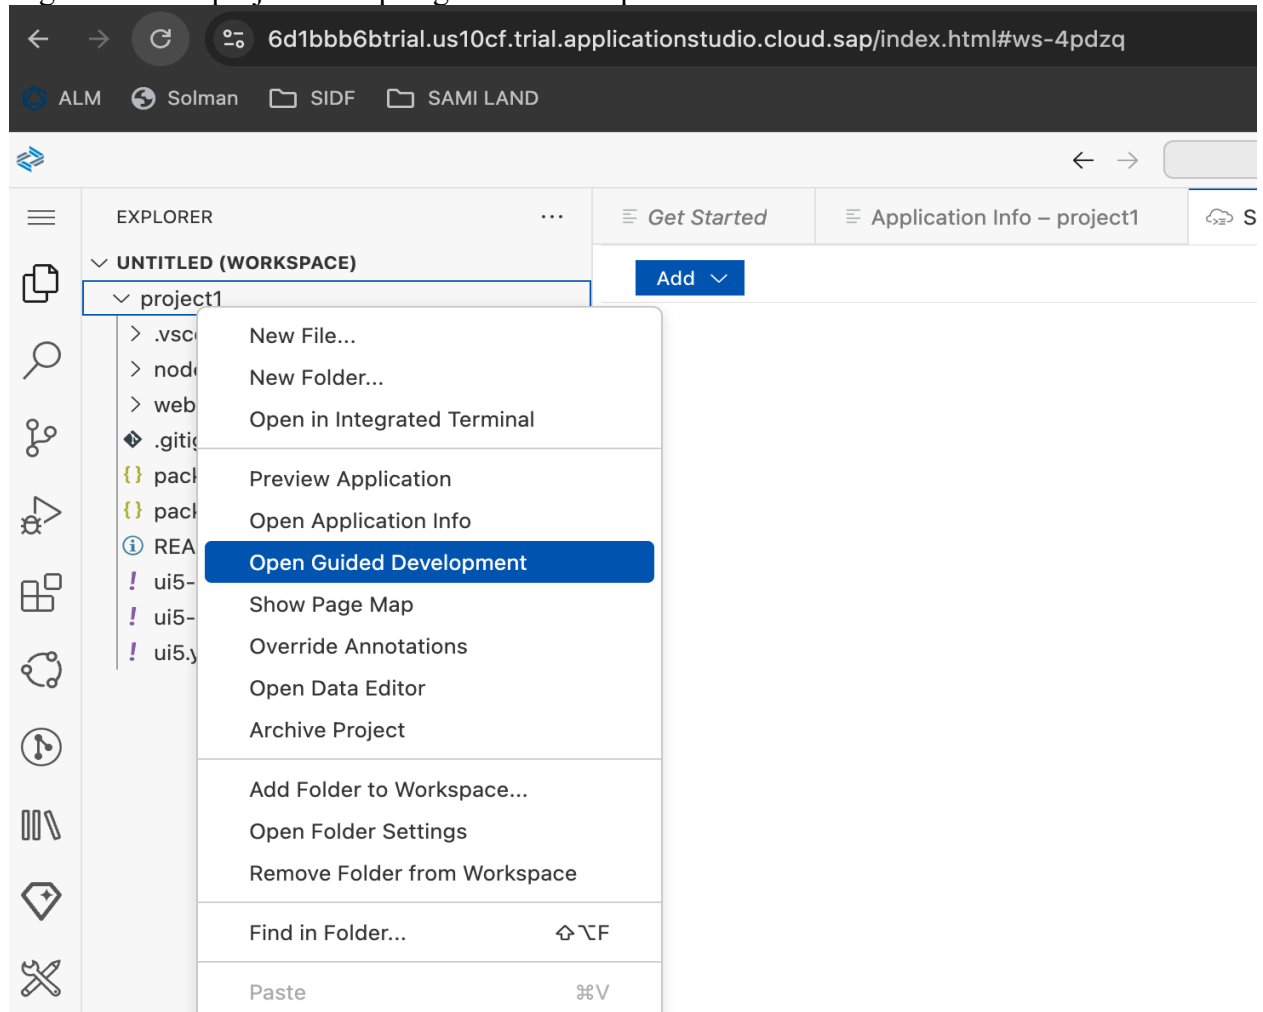 6d1bbb6btrial.us10cf.trial.applicationstudio.cloud.sap/index.html#ws-4pdzq
ALM Solman SIDF SAMI LAND
EXPLORER ... Get Started Application Info – project1 S
UNTITLED (WORKSPACE)
Add
project1
.vsc
New File...
nod
New Folder...
web
Open in Integrated Terminal
.giti
pac
Preview Application
pac
Open Application Info
REA
Open Guided Development
ui5-
Show Page Map
ui5-
Override Annotations
ui5.y
Open Data Editor
Archive Project
Add Folder to Workspace...
Open Folder Settings
Remove Folder from Workspace
Find in Folder... ⇧⌥F
Paste ⌘V